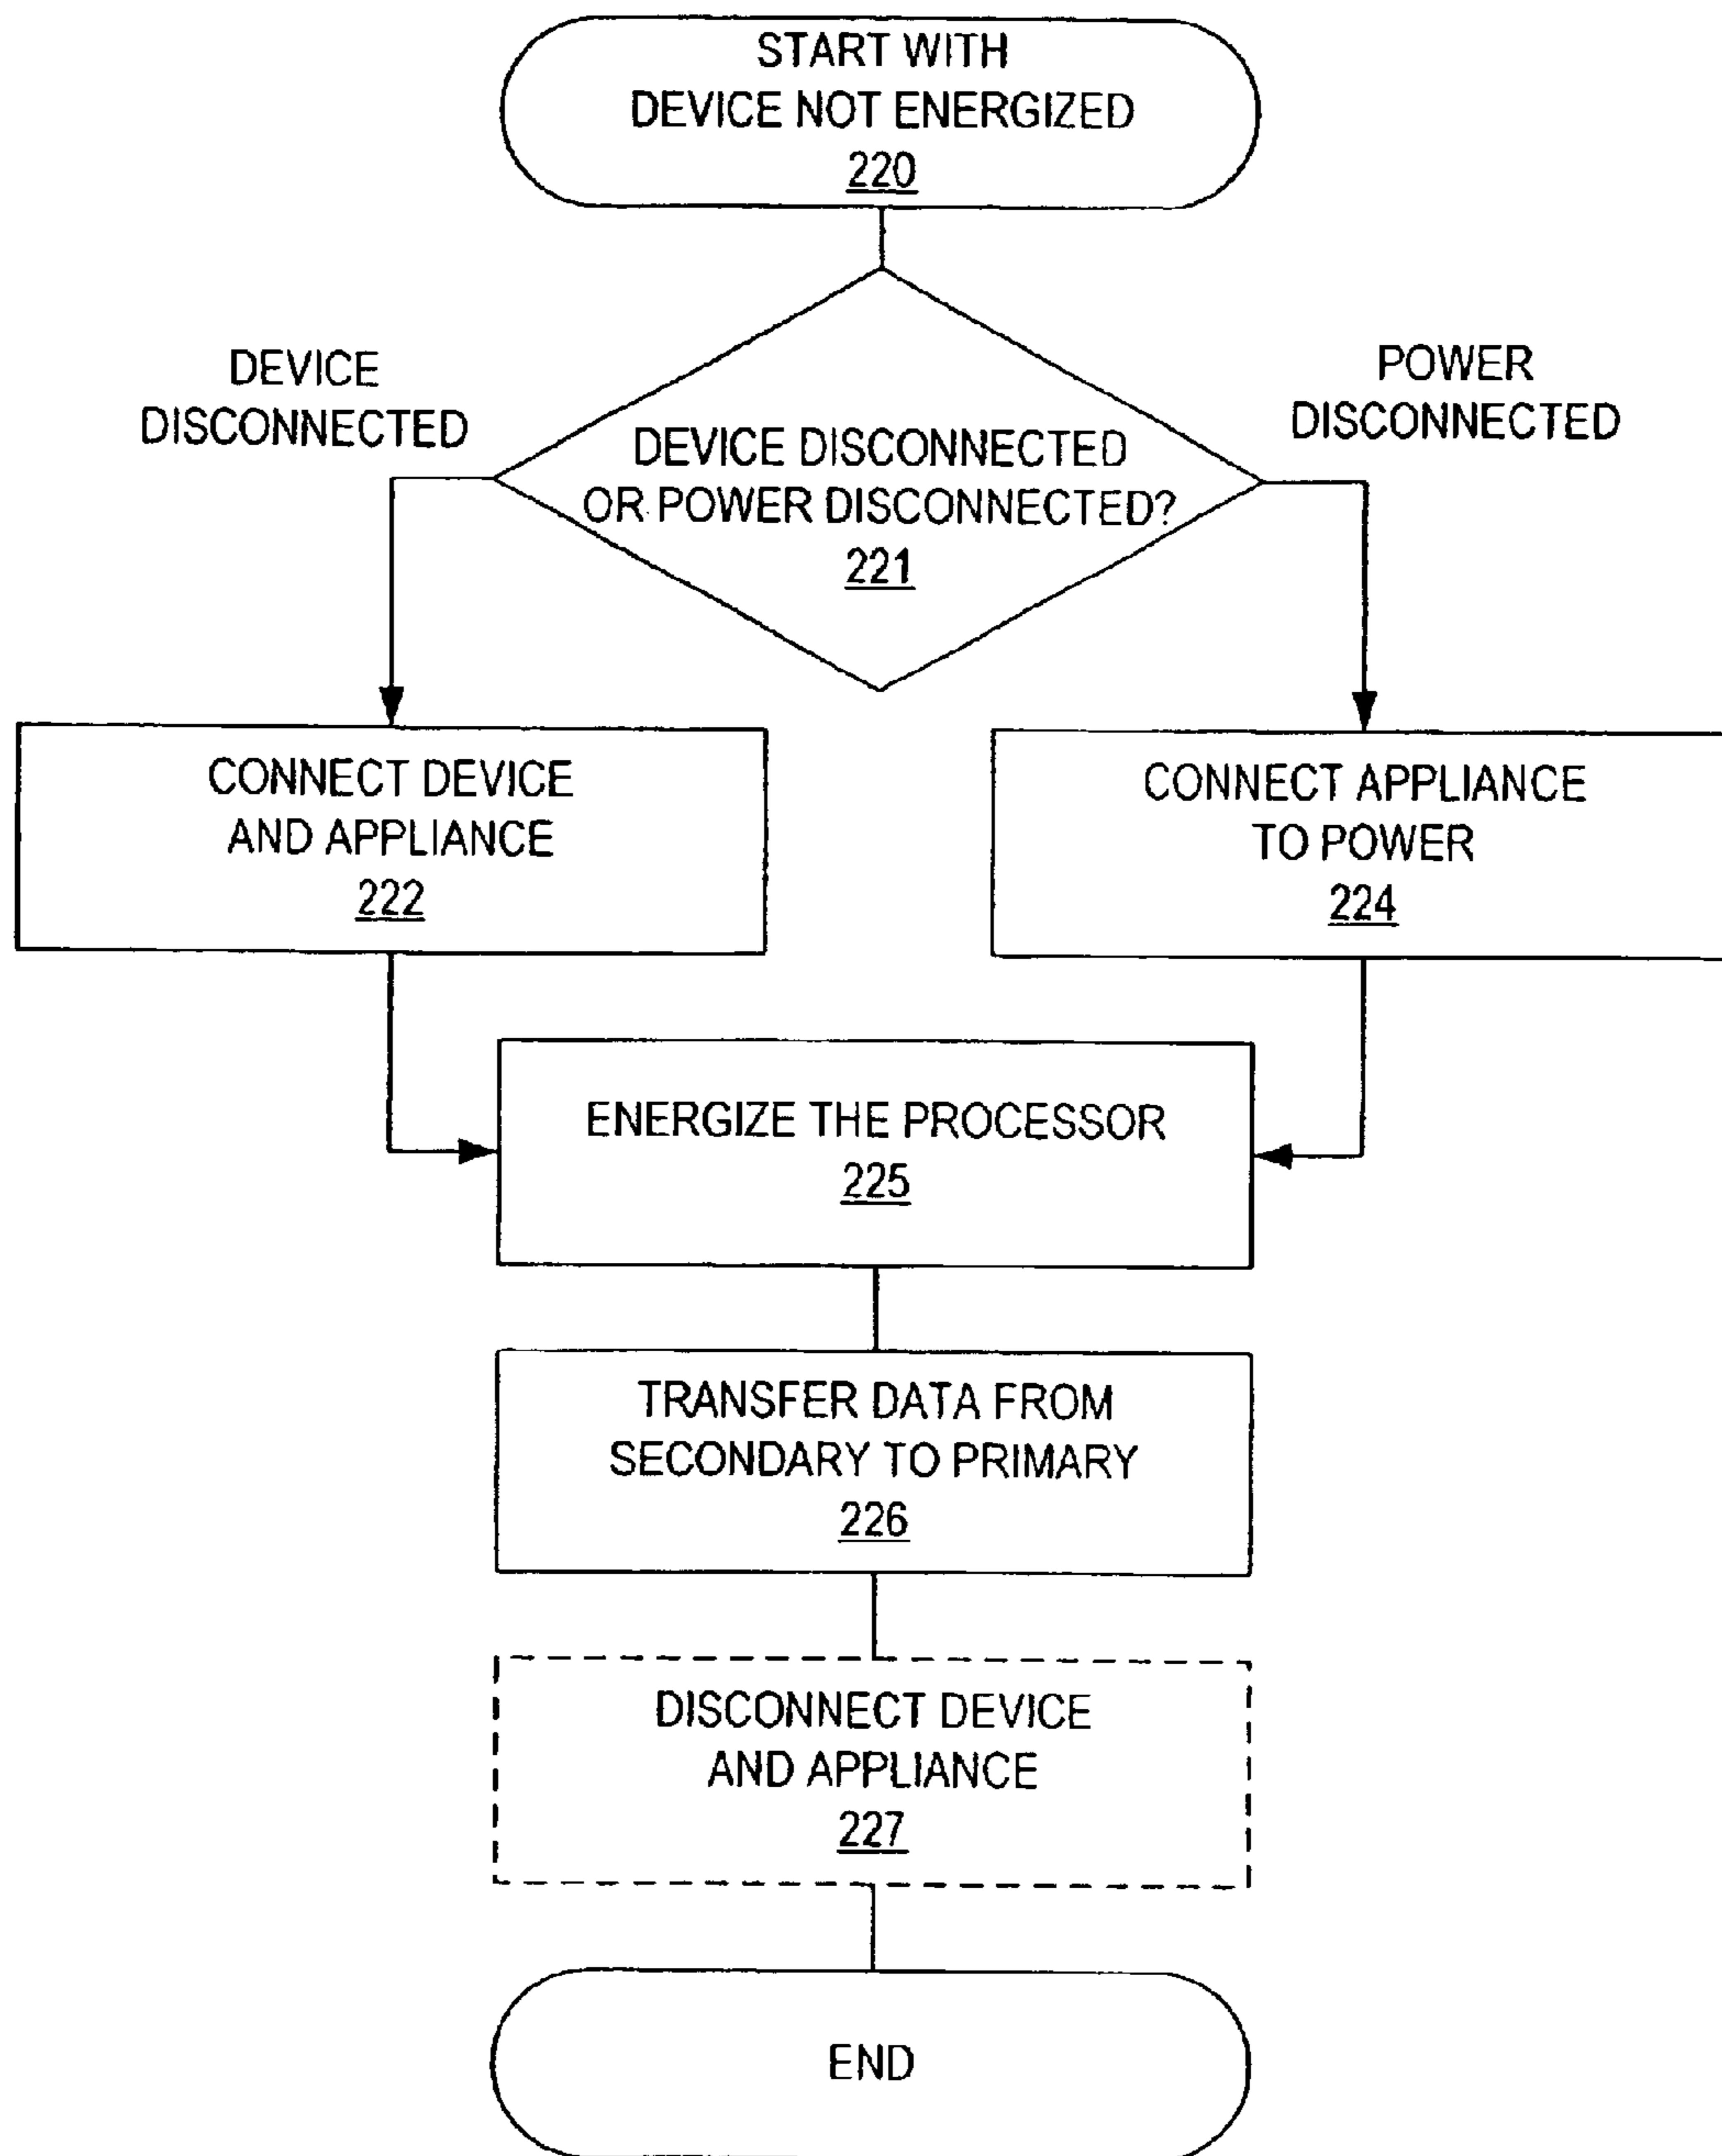 START WITH
DEVICE NOT ENERGIZED
220
DEVICE
DISCONNECTED
POWER
DISCONNECTED
DEVICE DISCONNECTED
OR POWER DISCONNECTED?
221
CONNECT DEVICE
AND APPLIANCE
222
CONNECT APPLIANCE
TO POWER
224
ENERGIZE THE PROCESSOR
225
TRANSFER DATA FROM
SECONDARY TO PRIMARY
226
DISCONNECT DEVICE
AND APPLIANCE
227
END